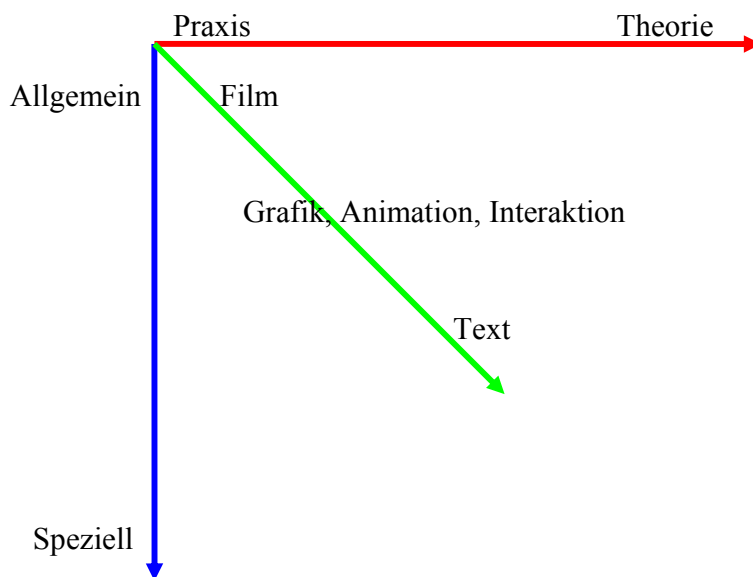 Praxis Theorie
Allgemein Film
Grafik, Animation, Interaktion
Text
Speziell